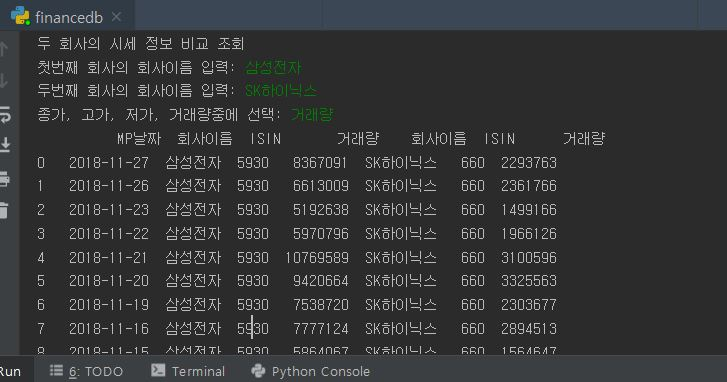 financedb
두 회사의 시세 정보 비교 조회
첫번째 회사의 회사이름 입력: 삼성전자
두번째 회사의 회사이름 입력: SK하이닉스
종가, 고가, 저가, 거래량중에 선택: 거래량
MP날짜 회사이름 ISIN 거래량 회사이름 ISIN 거래량
0 2018-11-27 삼성전자 5930 8367091 SK하이닉스 660 2293763
1 2018-11-26 삼성전자 5930 6613009 SK하이닉스 660 2361766
2 2018-11-23 삼성전자 5930 5192638 SK하이닉스 660 1499166
3 2018-11-22 삼성전자 5930 5970796 SK하이닉스 660 1966126
4 2018-11-21 삼성전자 5930 10769589 SK하이닉스 660 3100596
5 2018-11-20 삼성전자 5930 9420664 SK하이닉스 660 3325563
6 2018-11-19 삼성전자 5930 7538720 SK하이닉스 660 2303677
7 2018-11-16 삼성전자 5930 7777124 SK하이닉스 660 2894513
8 2018-11-15 삼성전자 5930 5864067 SK하이닉스 660 1564647
Run 6: TODO Terminal Python Console